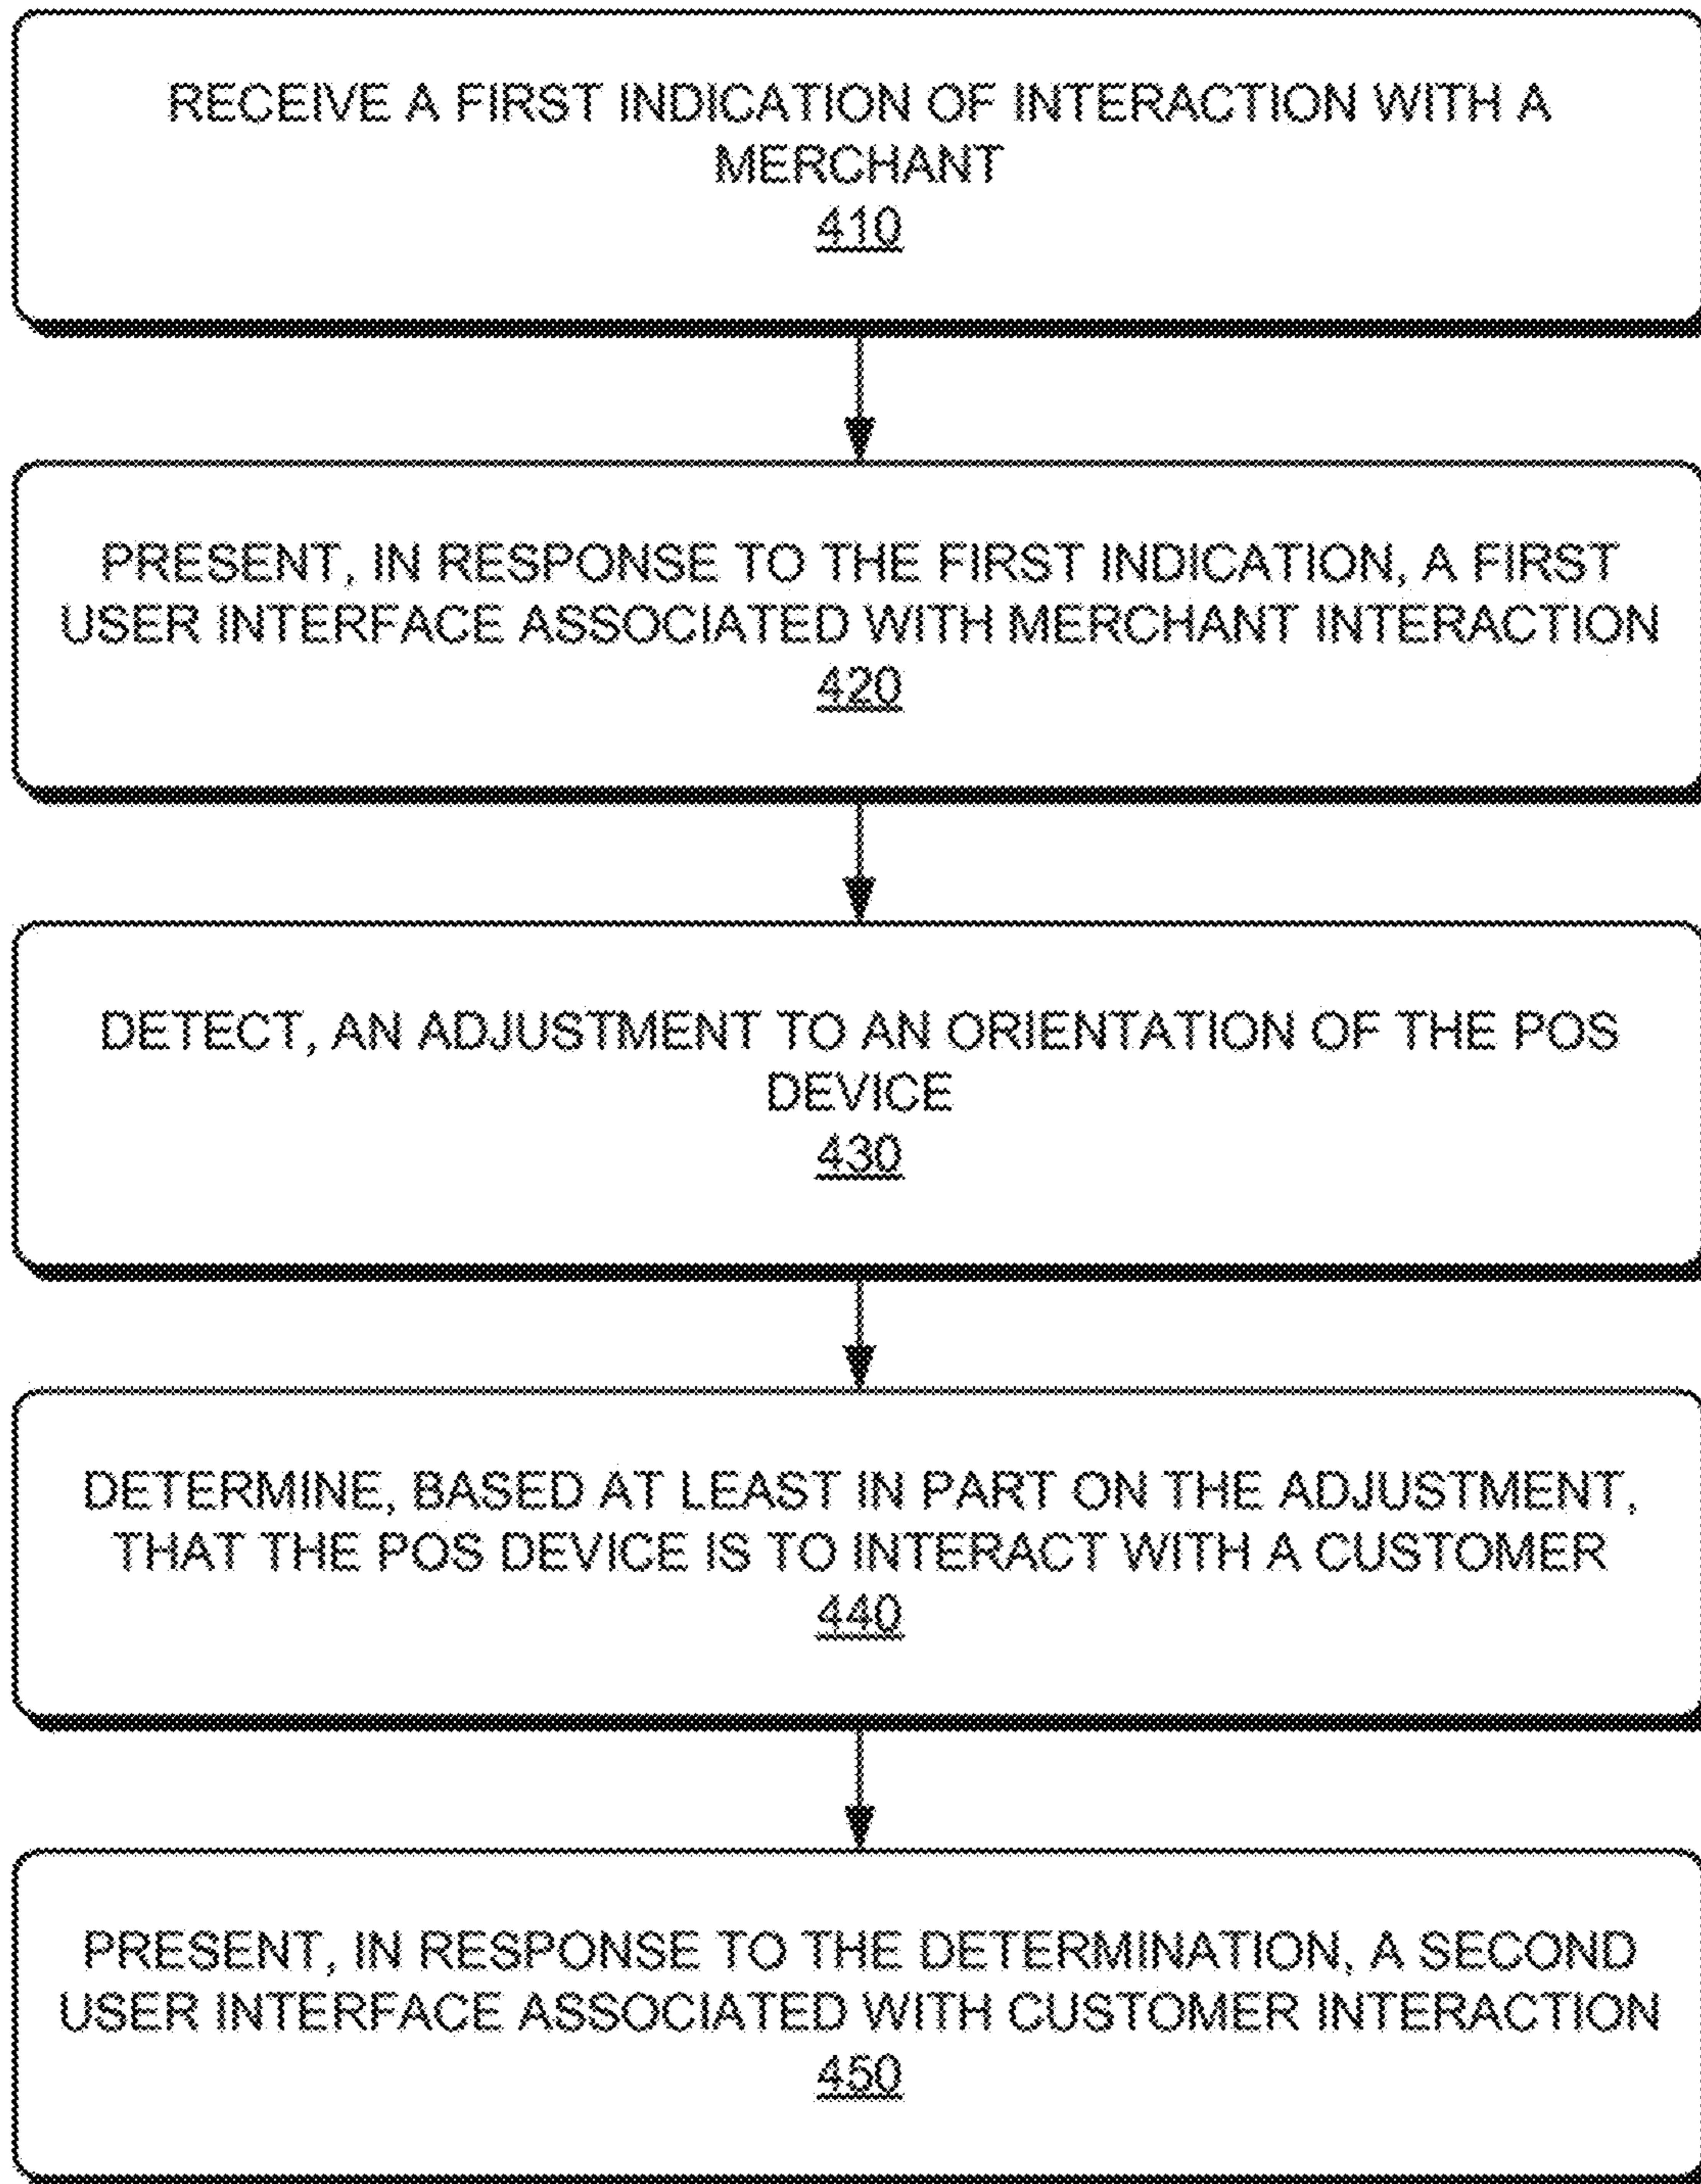 RECEIVE A FIRST INDICATION OF INTERACTION WITH A
MERCHANT
410
PRESENT, IN RESPONSE TO THE FIRST INDICATION, A FIRST
USER INTERFACE ASSOCIATED WITH MERCHANT INTERACTION
420
DETECT, AN ADJUSTMENT TO AN ORIENTATION OF THE POS
DEVICE
430
DETERMINE, BASED AT LEAST IN PART ON THE ADJUSTMENT,
THAT THE POS DEVICE IS TO INTERACT WITH A CUSTOMER
440
PRESENT, IN RESPONSE TO THE DETERMINATION, A SECOND
USER INTERFACE ASSOCIATED WITH CUSTOMER INTERACTION
450